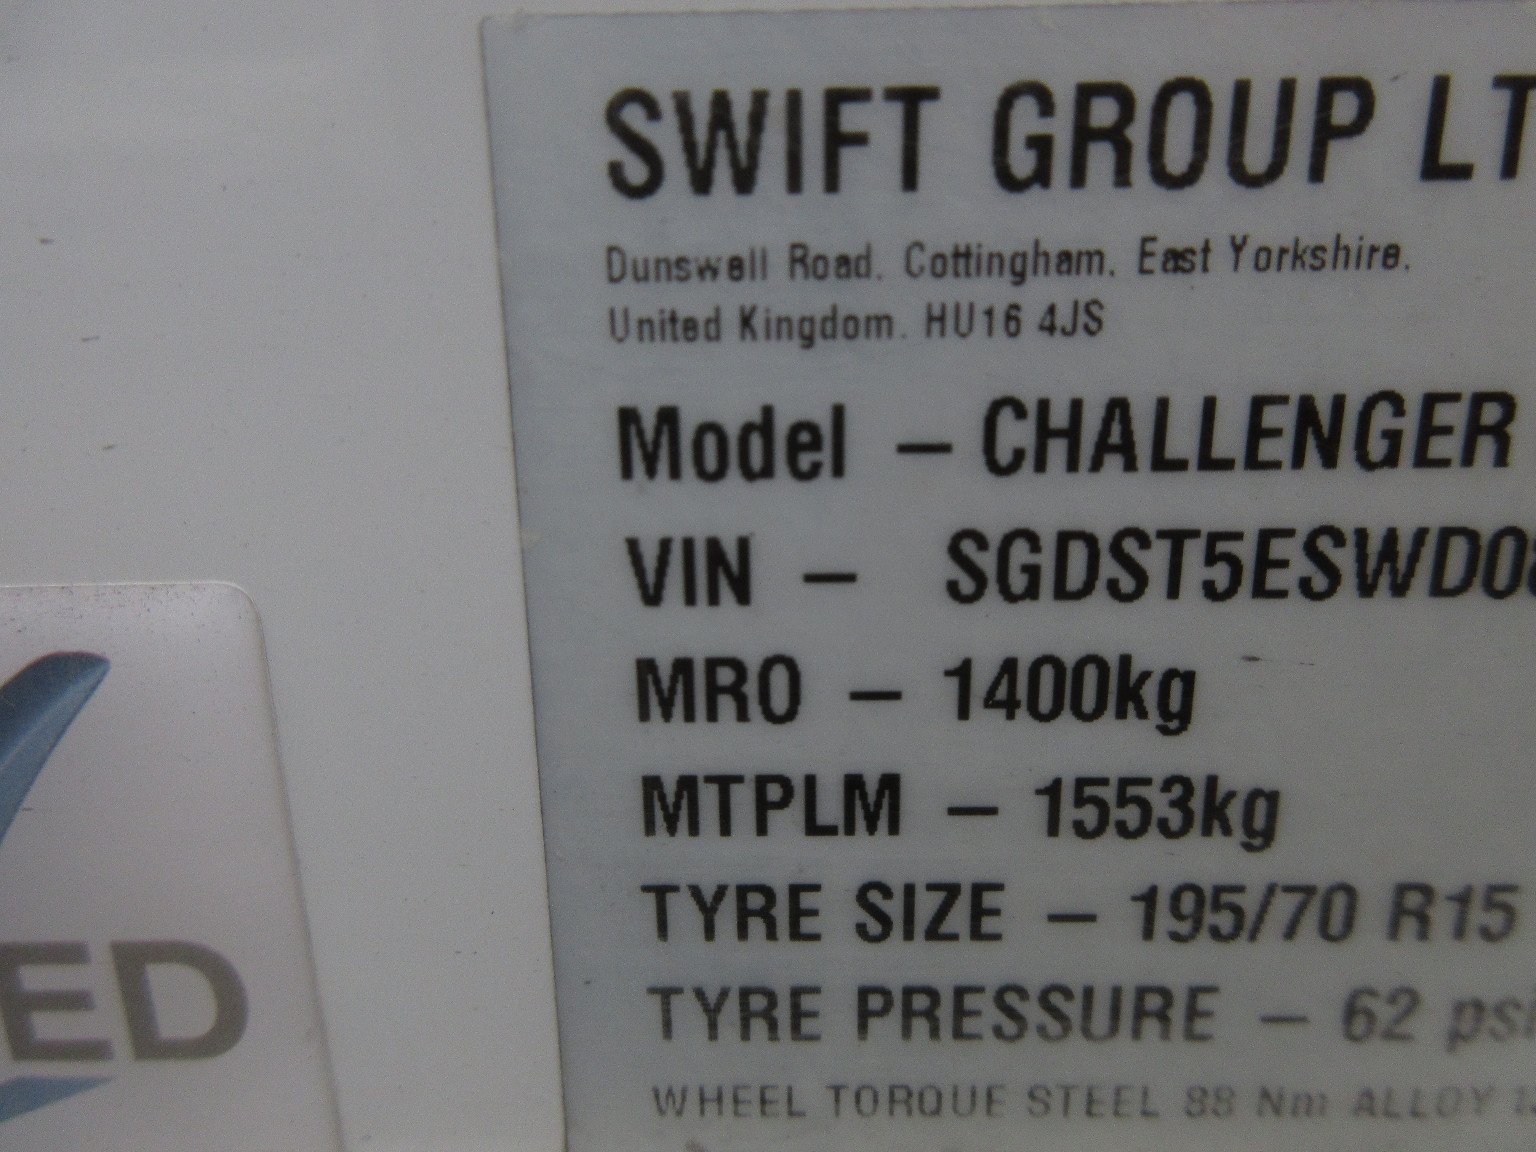 SWIFT GROUP LT
Dunswell Road. Cottingham. East Yorkshire.
United Kingdom. HU16 4JS
Model – CHALLENGER
VIN – SGDST5ESWD0
MRO – 1400kg
MTPLM – 1553kg
TYRE SIZE – 195/70 R15
TYRE PRESSURE – 62 psi
WHEEL TORQUE STEEL 88 Nm ALLOY
ED